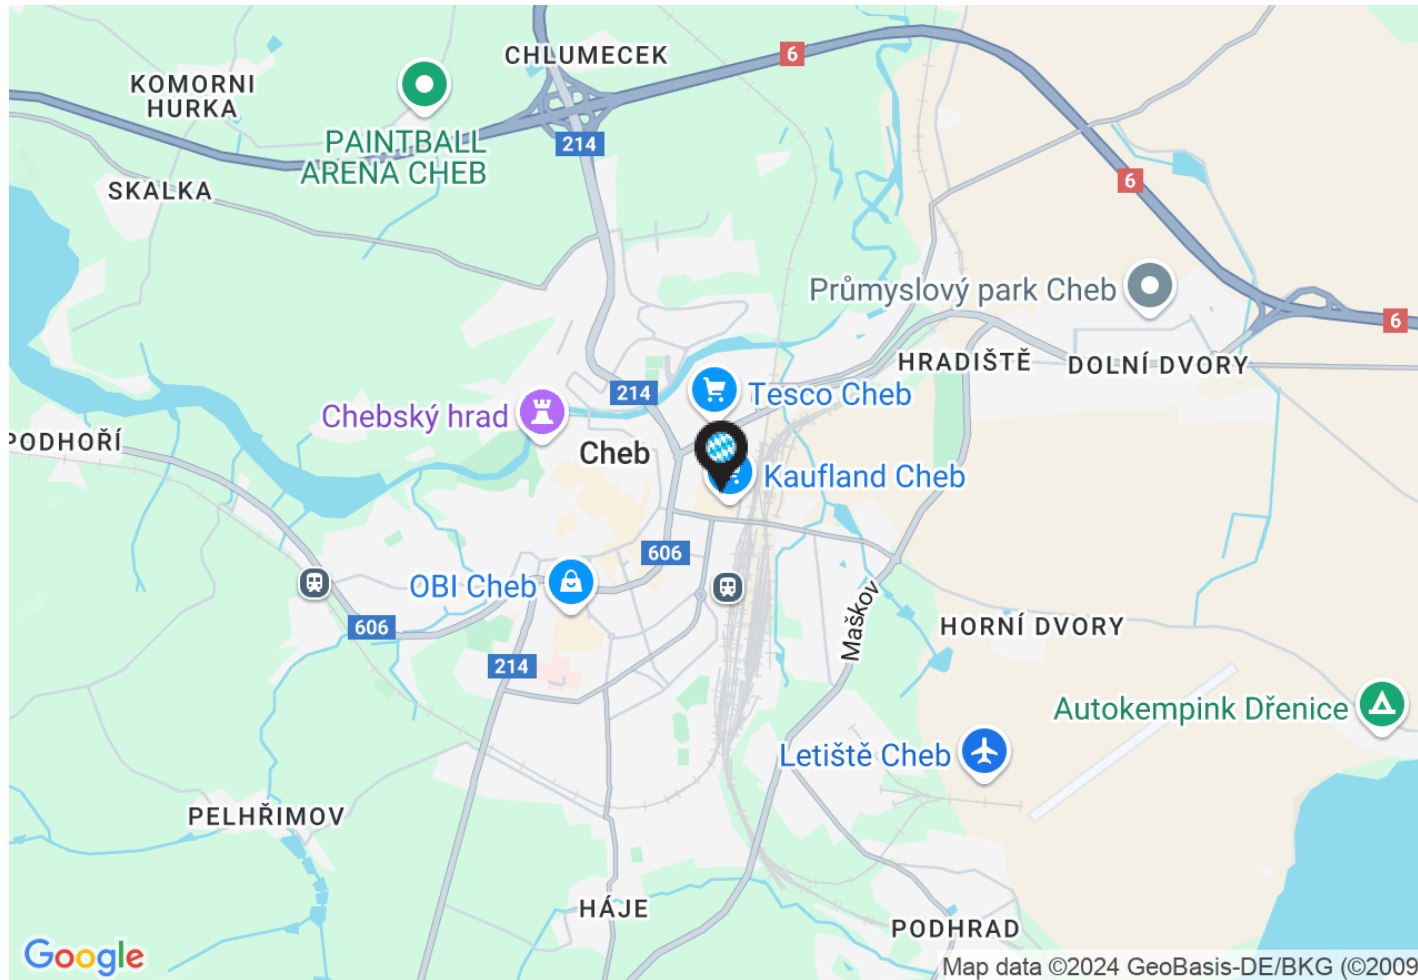 CHLUMECEK
6
KOMORNI
HURKA
PAINTBALL
ARENA CHEB
214
SKALKA
6
Průmyslový park Cheb
6
HRADIŠTĚ
DOLNÍ DVORY
214
Tesco Cheb
Chebský hrad
PODHOŘÍ
Cheb
Kaufland Cheb
606
OBI Cheb
606
Maškov
HORNÍ DVORY
214
Autokempink Dřenice
Letiště Cheb
PELHŘIMOV
HÁJE
PODHRAD
Google
Map data ©2024 GeoBasis-DE/BKG (©2009